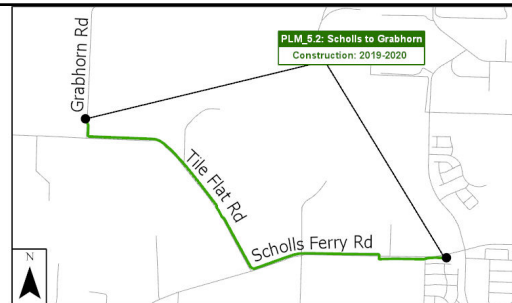 PLM_5.2: Scholls to Grabhorn
Construction: 2019-2020
Grabhorn Rd
Tile Flat Rd
Scholls Ferry Rd
N